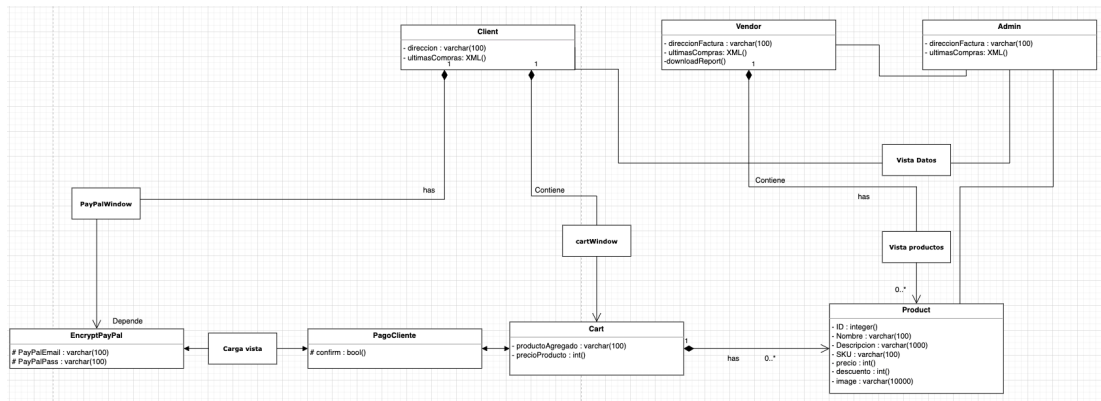 Client
- direccion : varchar(100)
- ultimasCompras: XML()
1
1
Vendor
- direccionFactura : varchar(100)
- ultimasCompras: XML()
-downloadReport()
1
Admin
- direccionFactura : varchar(100)
- ultimasCompras: XML()
Vista Datos
has
Contiene
Contiene
has
PayPalWindow
cartWindow
Vista productos
0..*
Depende
EncryptPayPal
# PayPalEmail : varchar(100)
# PayPalPass : varchar(100)
Carga vista
PagoCliente
# confirm : bool()
Cart
- productoAgregado : varchar(100)
- precioProducto : int()
1
has
0..*
Product
- ID : integer()
- Nombre : varchar(100)
- Descripcion : varchar(1000)
- SKU : varchar(100)
- precio : int()
- descuento : int()
- image : varchar(10000)